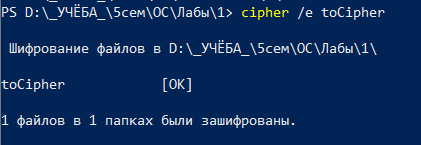 PS D:\_УЧЁБА_\5сем\ОС\Лабы\1> cipher /e toCipher
Шифрование файлов в D:\_УЧЁБА_\5сем\ОС\Лабы\1\
toCipher [OK]
1 файлов в 1 папках были зашифрованы.